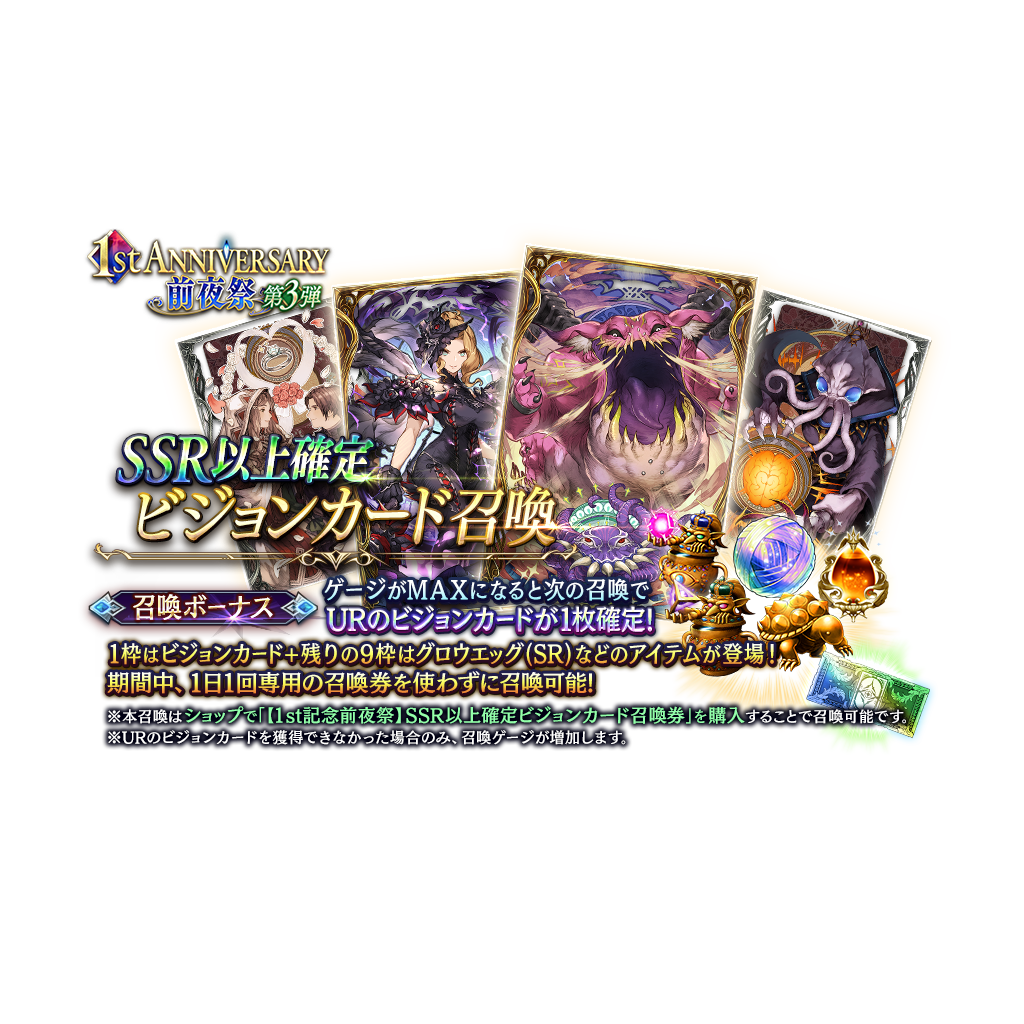 1st ANNIVERSARY
前夜祭 第3弾
SSR以上確定
ビジョンカード召喚
召喚ボーナス
ゲージがMAXになると次の召喚で
URのビジョンカードが1枚確定!
1枠はビジョンカード+残りの9枠はグロウエッグ(SR)などのアイテムが登場!
期間中、1日1回専用の召喚券を使わずに召喚可能!
※本召喚はショップで「【1st記念前夜祭】SSR以上確定ビジョンカード召喚券」を購入することで召喚可能です。
※URのビジョンカードを獲得できなかった場合のみ、召喚ゲージが増加します。